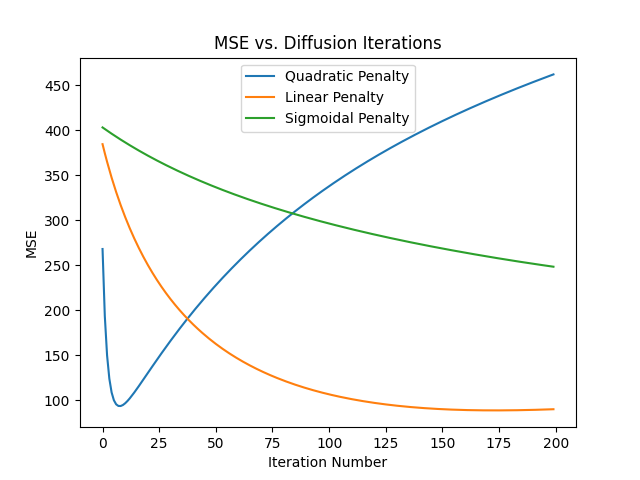 MSE vs. Diffusion Iterations
Quadratic Penalty
Linear Penalty
Sigmoidal Penalty
MSE
450
400
350
300
250
200
150
100
0 25 50 75 100 125 150 175 200
Iteration Number